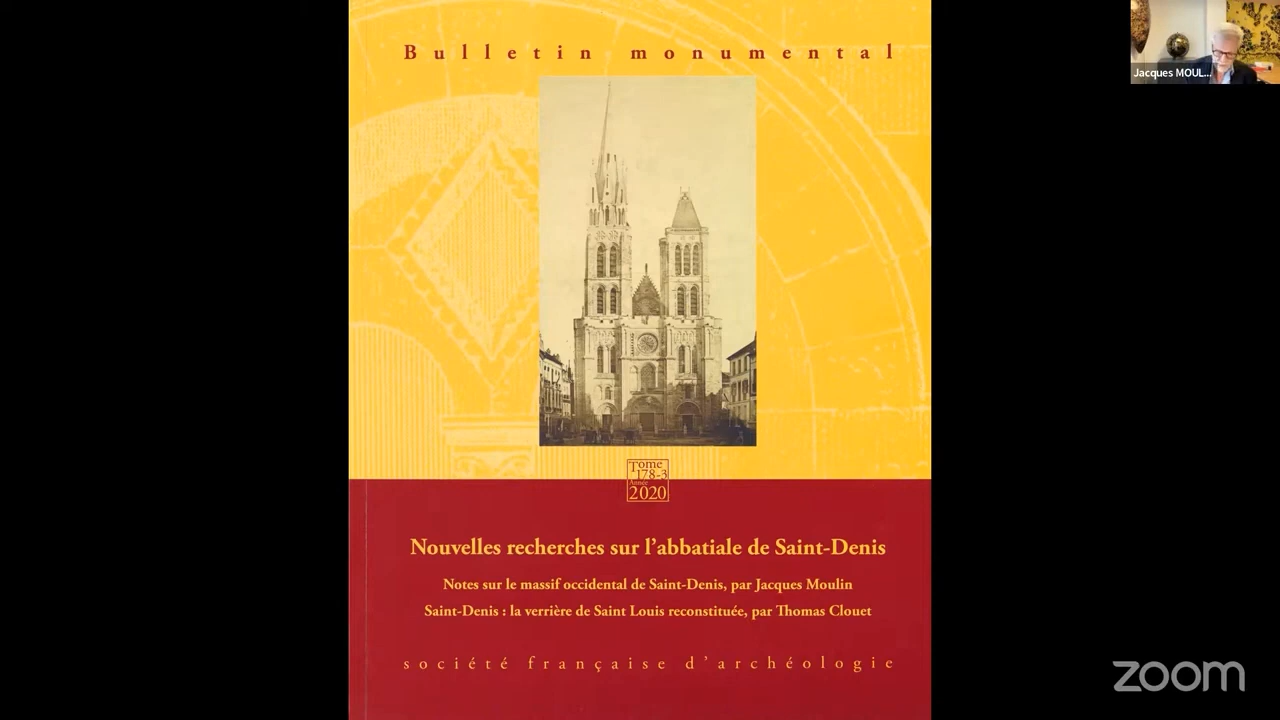 Bulletin monumental
Jacques MOUL...
Tome
178-3
Année
2020
Nouvelles recherches sur l'abbatiale de Saint-Denis
Notes sur le massif occidental de Saint-Denis, par Jacques Moulin
Saint-Denis : la verrière de Saint Louis reconstituée, par Thomas Clouet
société française d'archéologie
zoom